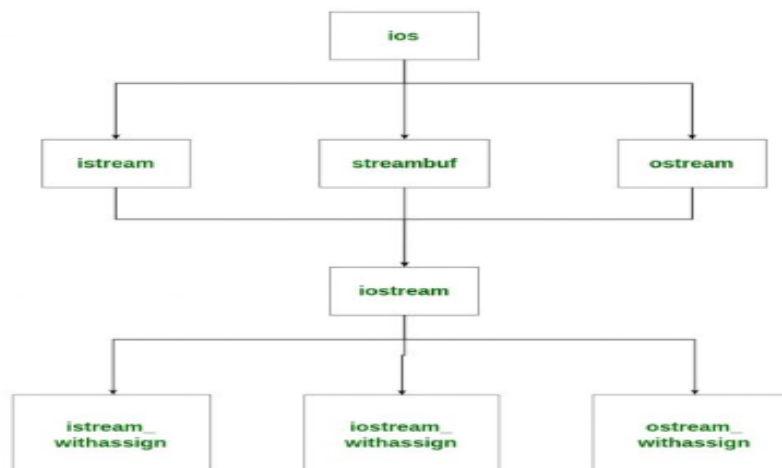 ios
istream
streambuf
ostream
iostream
istream_
withassign
iostream_
withassign
ostream_
withassign